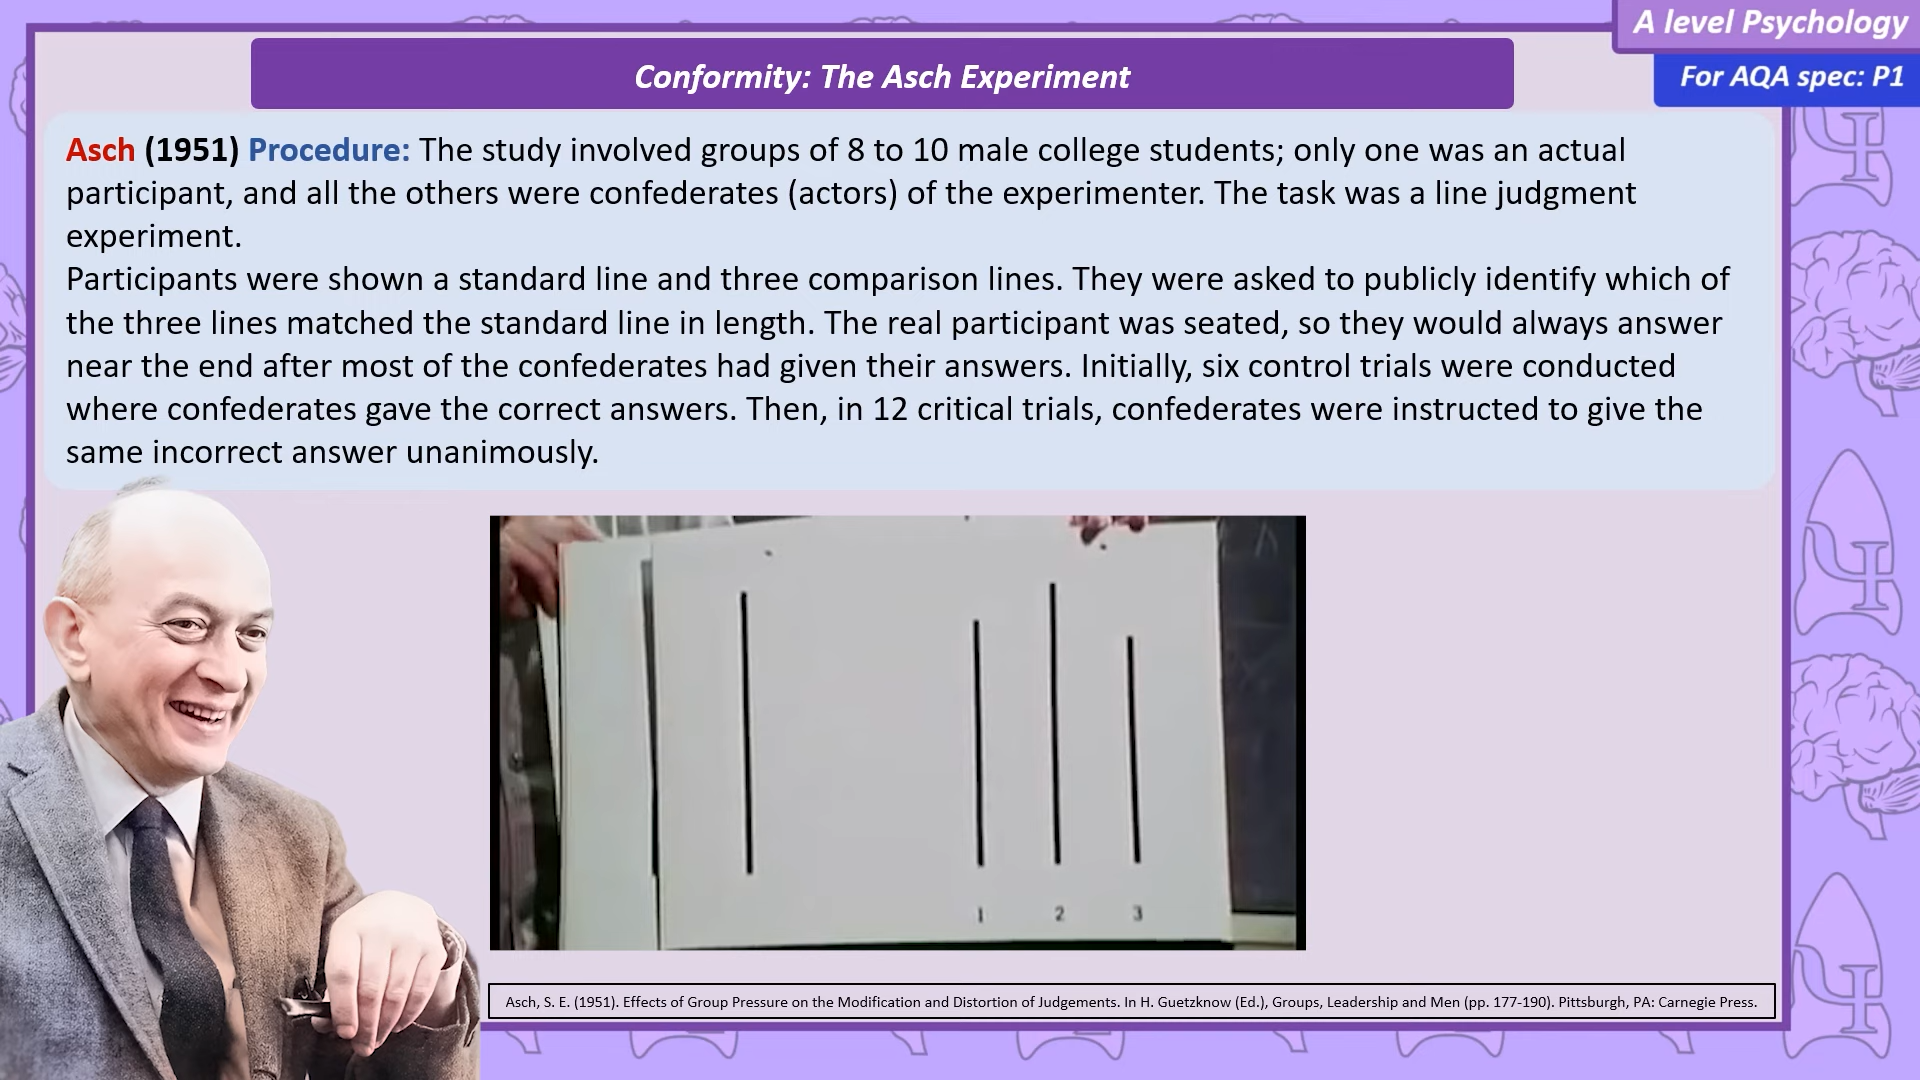 A level Psychology
For AQA spec: P1
Conformity: The Asch Experiment
Asch (1951) Procedure: The study involved groups of 8 to 10 male college students; only one was an actual
participant, and all the others were confederates (actors) of the experimenter. The task was a line judgment
experiment.
Participants were shown a standard line and three comparison lines. They were asked to publicly identify which of
the three lines matched the standard line in length. The real participant was seated, so they would always answer
near the end after most of the confederates had given their answers. Initially, six control trials were conducted
where confederates gave the correct answers. Then, in 12 critical trials, confederates were instructed to give the
same incorrect answer unanimously.
1 2 3
Asch, S. E. (1951). Effects of Group Pressure on the Modification and Distortion of Judgements. In H. Guetzknow (Ed.), Groups, Leadership and Men (pp. 177-190). Pittsburgh, PA: Carnegie Press.